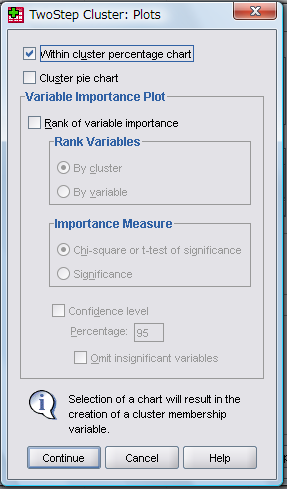 TwoStep Cluster: Plots
Within cluster percentage chart
Cluster pie chart
Variable Importance Plot
Rank of variable importance
Rank Variables
By cluster
By variable
Importance Measure
Chi-square or t-test of significance
Significance
Confidence level
Percentage: 95
Omit insignificant variables
Selection of a chart will result in the
creation of a cluster membership
variable.
Continue Cancel Help